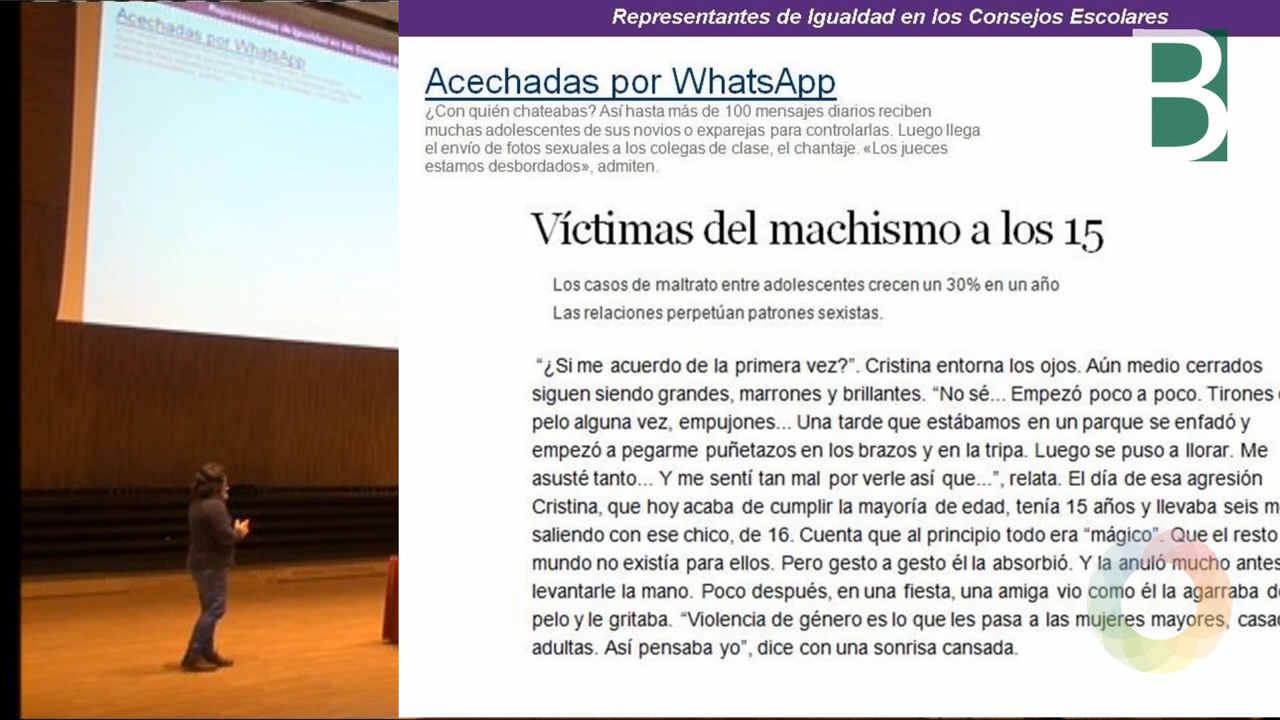 Representantes de Igualdad en los Consejos E
Acechadas por WhatsApp
Representantes de Igualdad en los Consejos Escolares
B
Acechadas por WhatsApp
¿Con quién chateabas? Así hasta más de 100 mensajes diarios reciben
muchas adolescentes de sus novios o exparejas para controlarlas. Luego llega
el envío de fotos sexuales a los colegas de clase, el chantaje. «Los jueces
estamos desbordados», admiten.
Víctimas del machismo a los 15
Los casos de maltrato entre adolescentes crecen un 30% en un año
Las relaciones perpetúan patrones sexistas.
“¿Si me acuerdo de la primera vez?”. Cristina entorna los ojos. Aún medio cerrados
siguen siendo grandes, marrones y brillantes. “No sé... Empezó poco a poco. Tirones
pelo alguna vez, empujones... Una tarde que estábamos en un parque se enfadó y
empezó a pegarme puñetazos en los brazos y en la tripa. Luego se puso a llorar. Me
asusté tanto... Y me sentí tan mal por verle así que...”, relata. El día de esa agresión
Cristina, que hoy acaba de cumplir la mayoría de edad, tenía 15 años y llevaba seis m
saliendo con ese chico, de 16. Cuenta que al principio todo era “mágico”. Que el resto
mundo no existía para ellos. Pero gesto a gesto él la absorbió. Y la anuló mucho antes
levantarle la mano. Poco después, en una fiesta, una amiga vio como él la agarraba d
pelo y le gritaba. “Violencia de género es lo que les pasa a las mujeres mayores, casa
adultas. Así pensaba yo”, dice con una sonrisa cansada.